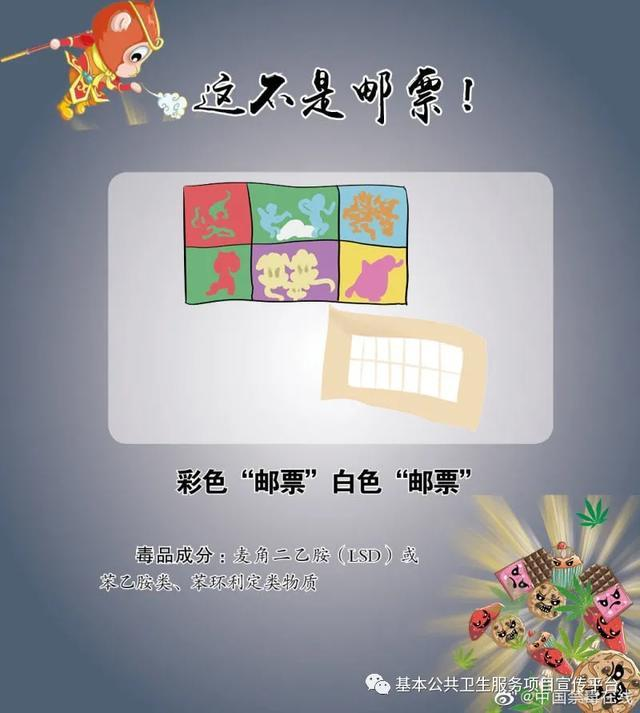 这不是邮票！
彩色“邮票”白色“邮票”
毒品成分：麦角二乙胺（LSD）或
苯乙胺类、苯环利定类物质
基本公共卫生服务项目宣传平台
@中国禁毒在线